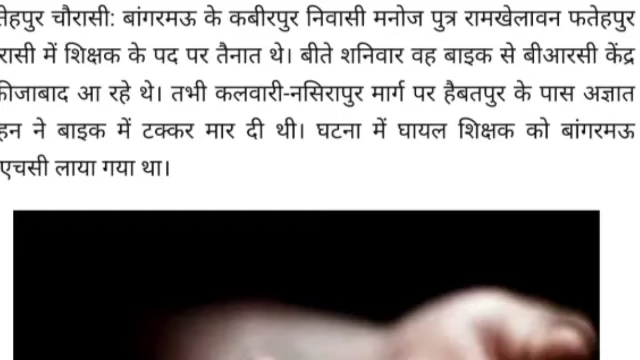 तेहपुर चौरासी: बांगरमऊ के कबीरपुर निवासी मनोज पुत्र रामखेलावन फतेहपुर
रासी में शिक्षक के पद पर तैनात थे। बीते शनिवार वह बाइक से बीआरसी केंद्र
फीजाबाद आ रहे थे। तभी कलवारी-नसिरापुर मार्ग पर हैबतपुर के पास अज्ञात
हन ने बाइक में टक्कर मार दी थी। घटना में घायल शिक्षक को बांगरमऊ
एचसी लाया गया था।